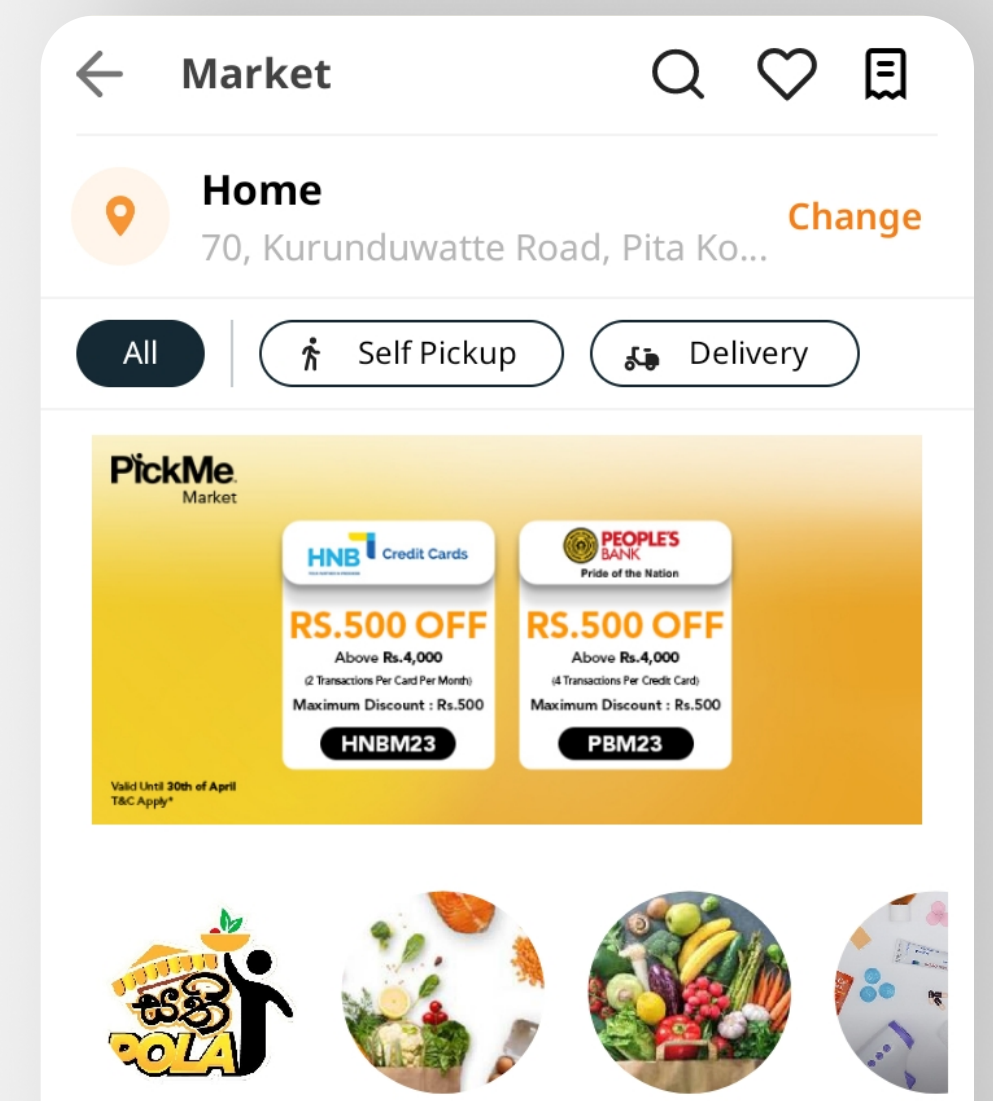 Market
Home
70, Kurunduwatte Road, Pita Ko...
Change
All
Self Pickup
Delivery
PickMe
Market
HNB Credit Cards
RS.500 OFF
Above Rs.4,000
(2 Transactions Per Card Per Month)
Maximum Discount : Rs.500
HNBM23
PEOPLE'S
BANK
Pride of the Nation
RS.500 OFF
Above Rs.4,000
(4 Transactions Per Credit Card)
Maximum Discount : Rs.500
PBM23
Valid Until 30th of April
T&C Apply*
සති
POLA